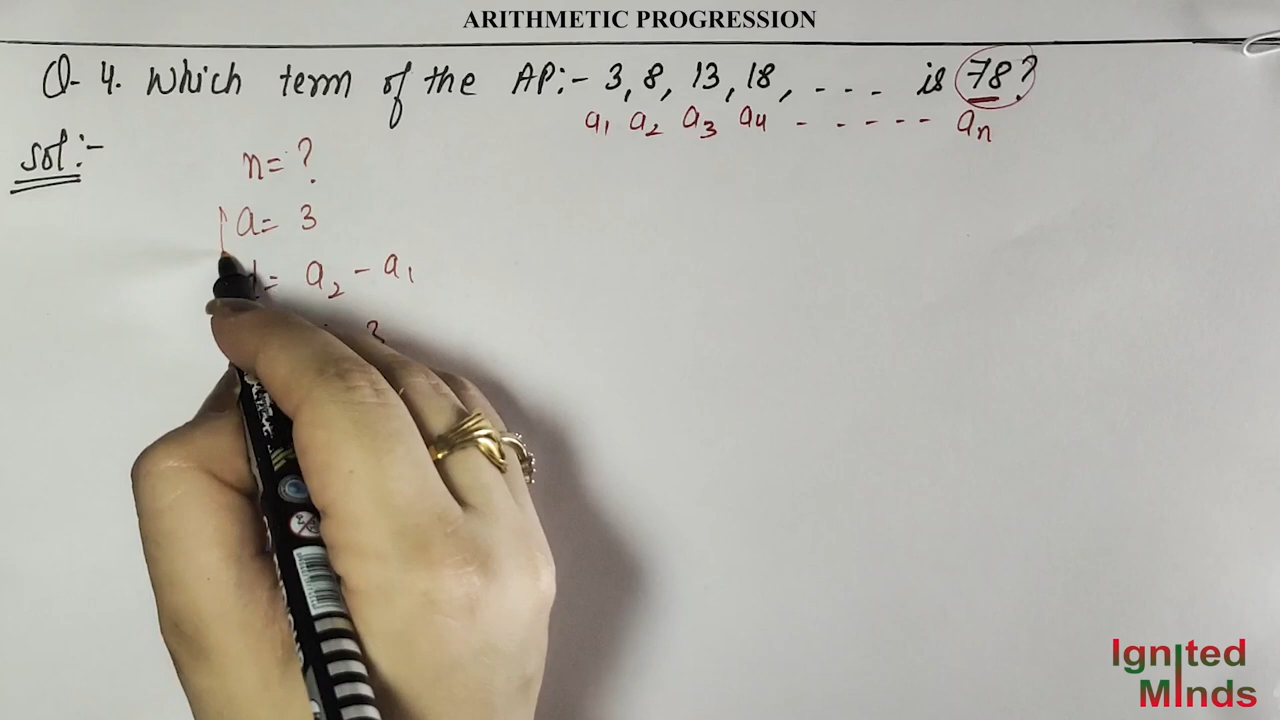 ARITHMETIC PROGRESSION
Q-4. Which term of the AP:- 3, 8, 13, 18, - - - is 78?
a1 a2 a3 a4 - - - - - - an
Sol:-
n= ?
a= 3
= a2 - a1
3
Ignited
Minds